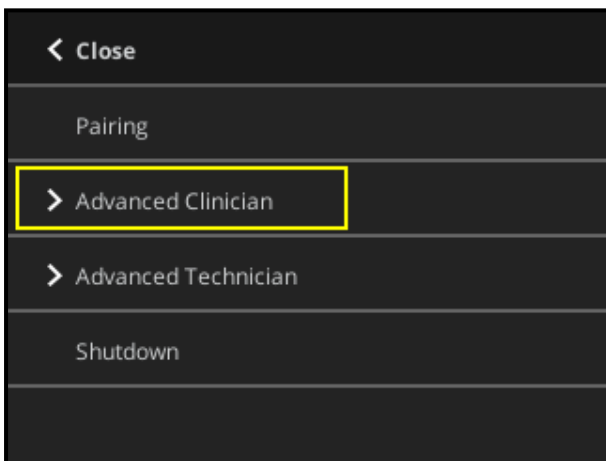 Close
Pairing
Advanced Clinician
Advanced Technician
Shutdown